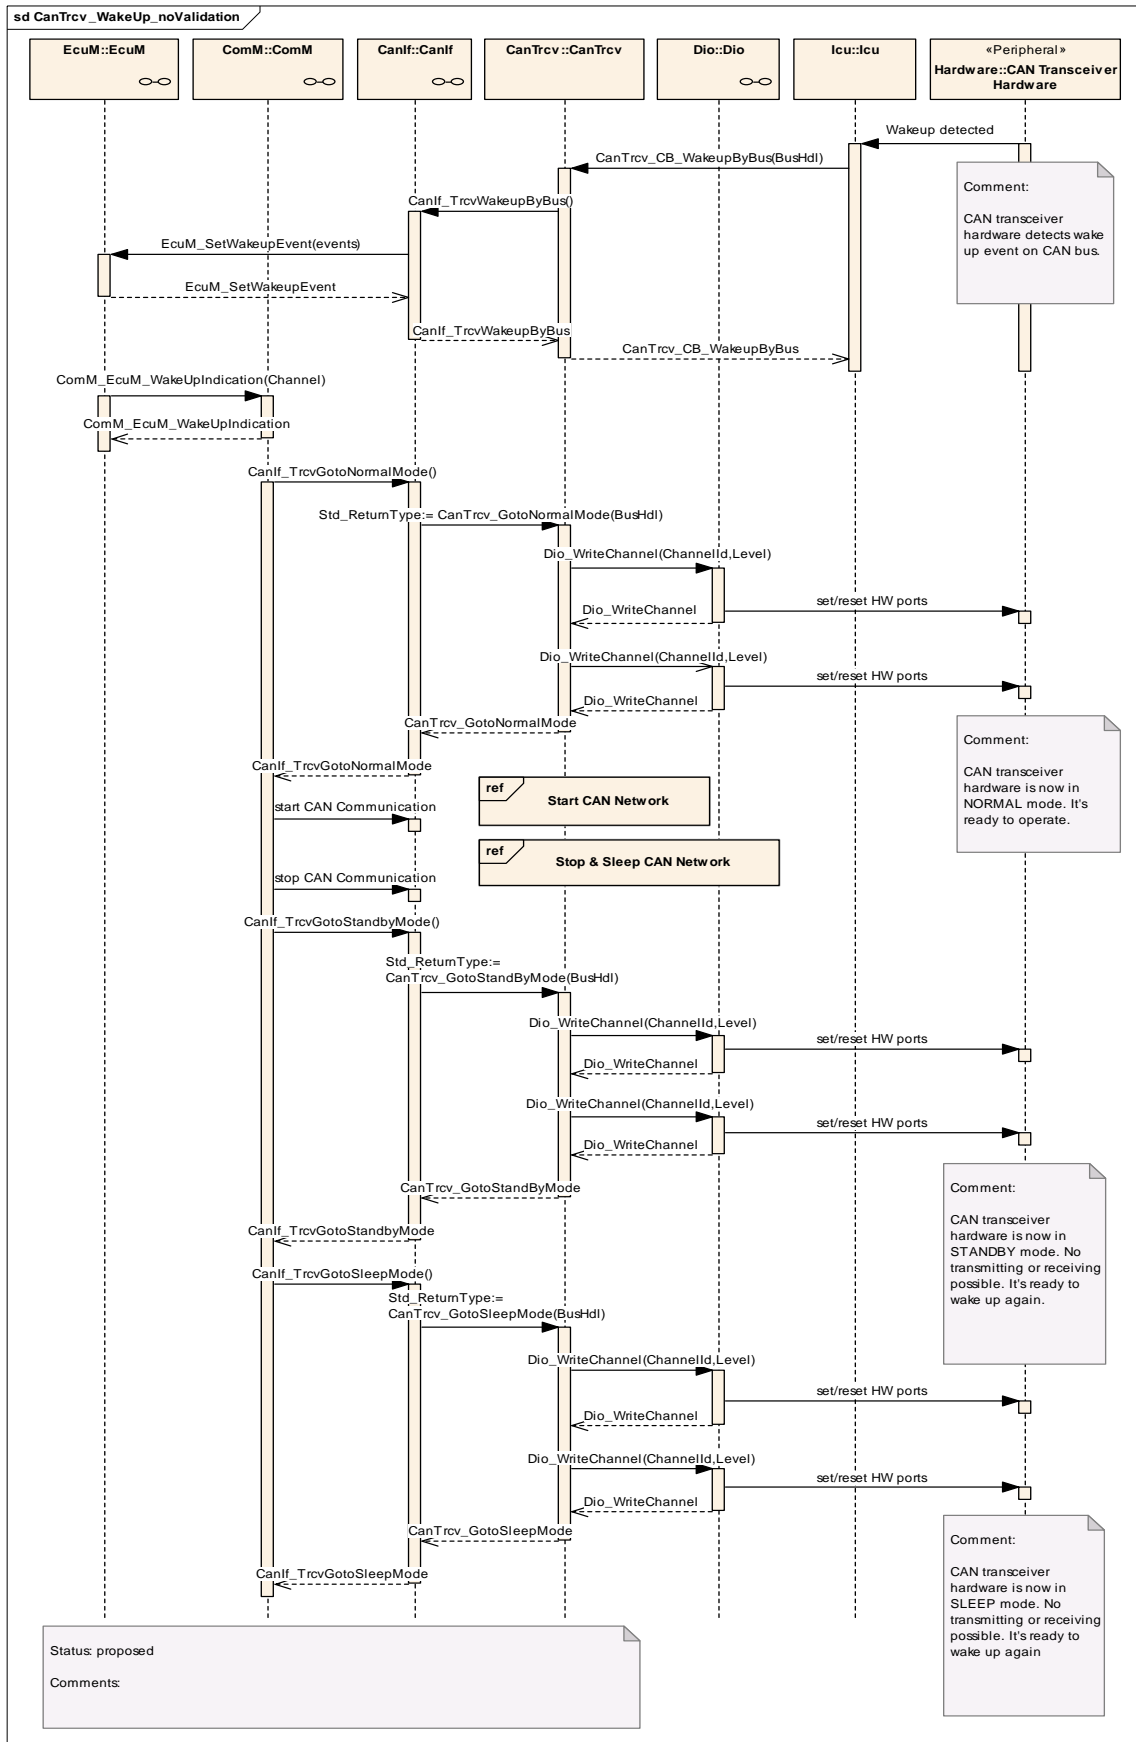 sd CanTrcv_WakeUp_noValidation
EcuM::EcuM
ComM::ComM
CanIf::CanIf
CanTrcv::CanTrcv
Dio::Dio
Icu::Icu
«Peripheral»
Hardware::CAN Transceiver
Hardware
Wakeup detected
CanTrcv_CB_WakeupByBus(BusHdl)
Comment:
CAN transceiver
hardware detects wake
up event on CAN bus.
CanIf_TrcvWakeupByBus()
EcuM_SetWakeupEvent(events)
EcuM_SetWakeupEvent
CanIf_TrcvWakeupByBus
CanTrcv_CB_WakeupByBus
ComM_EcuM_WakeUpIndication(Channel)
ComM_EcuM_WakeUpIndication
CanIf_TrcvGotoNormalMode()
Std_ReturnType:= CanTrcv_GotoNormalMode(BusHdl)
Dio_WriteChannel(ChannelId,Level)
set/reset HW ports
Dio_WriteChannel
Dio_WriteChannel(ChannelId,Level)
set/reset HW ports
Dio_WriteChannel
CanTrcv_GotoNormalMode
Comment:
CAN transceiver
hardware is now in
NORMAL mode. It's
ready to operate.
CanIf_TrcvGotoNormalMode
ref
Start CAN Network
start CAN Communication
ref
Stop & Sleep CAN Network
stop CAN Communication
CanIf_TrcvGotoStandbyMode()
Std_ReturnType:=
CanTrcv_GotoStandByMode(BusHdl)
Dio_WriteChannel(ChannelId,Level)
set/reset HW ports
Dio_WriteChannel
Dio_WriteChannel(ChannelId,Level)
set/reset HW ports
Dio_WriteChannel
CanTrcv_GotoStandByMode
Comment:
CAN transceiver
hardware is now in
STANDBY mode. No
transmitting or receiving
possible. It's ready to
wake up again.
CanIf_TrcvGotoStandbyMode
CanIf_TrcvGotoSleepMode()
Std_ReturnType:=
CanTrcv_GotoSleepMode(BusHdl)
Dio_WriteChannel(ChannelId,Level)
set/reset HW ports
Dio_WriteChannel
Dio_WriteChannel(ChannelId,Level)
set/reset HW ports
Dio_WriteChannel
CanTrcv_GotoSleepMode
CanIf_TrcvGotoSleepMode
Comment:
CAN transceiver
hardware is now in
SLEEP mode. No
transmitting or receiving
possible. It's ready to
wake up again
Status: proposed
Comments: